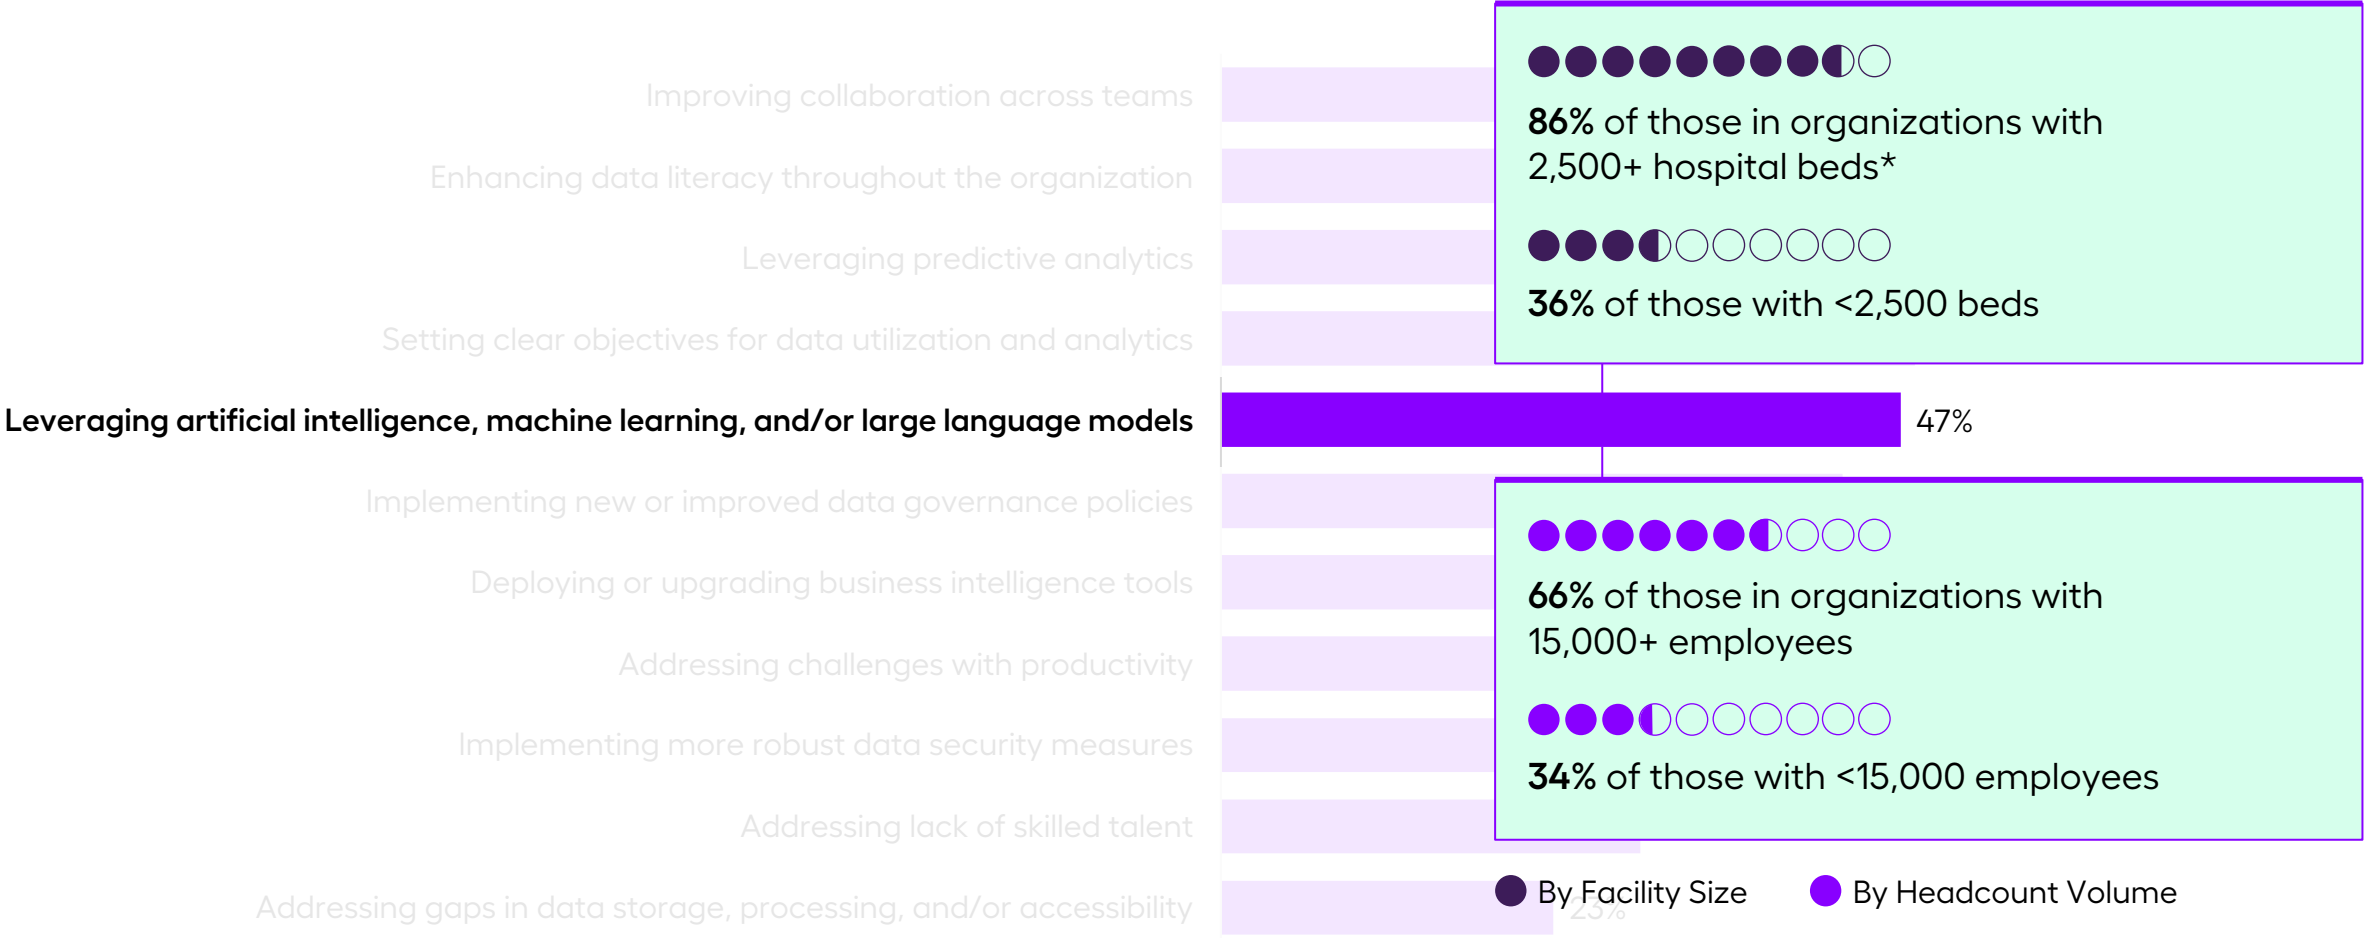 Improving collaboration across teams
Enhancing data literacy throughout the organization
Leveraging predictive analytics
Setting clear objectives for data utilization and analytics
Leveraging artificial intelligence, machine learning, and/or large language models
47%
Implementing new or improved data governance policies
Deploying or upgrading business intelligence tools
Addressing challenges with productivity
Implementing more robust data security measures
Addressing lack of skilled talent
Addressing gaps in data storage, processing, and/or accessibility
23%
86% of those in organizations with
2,500+ hospital beds*
36% of those with <2,500 beds
66% of those in organizations with
15,000+ employees
34% of those with <15,000 employees
By Facility Size
By Headcount Volume